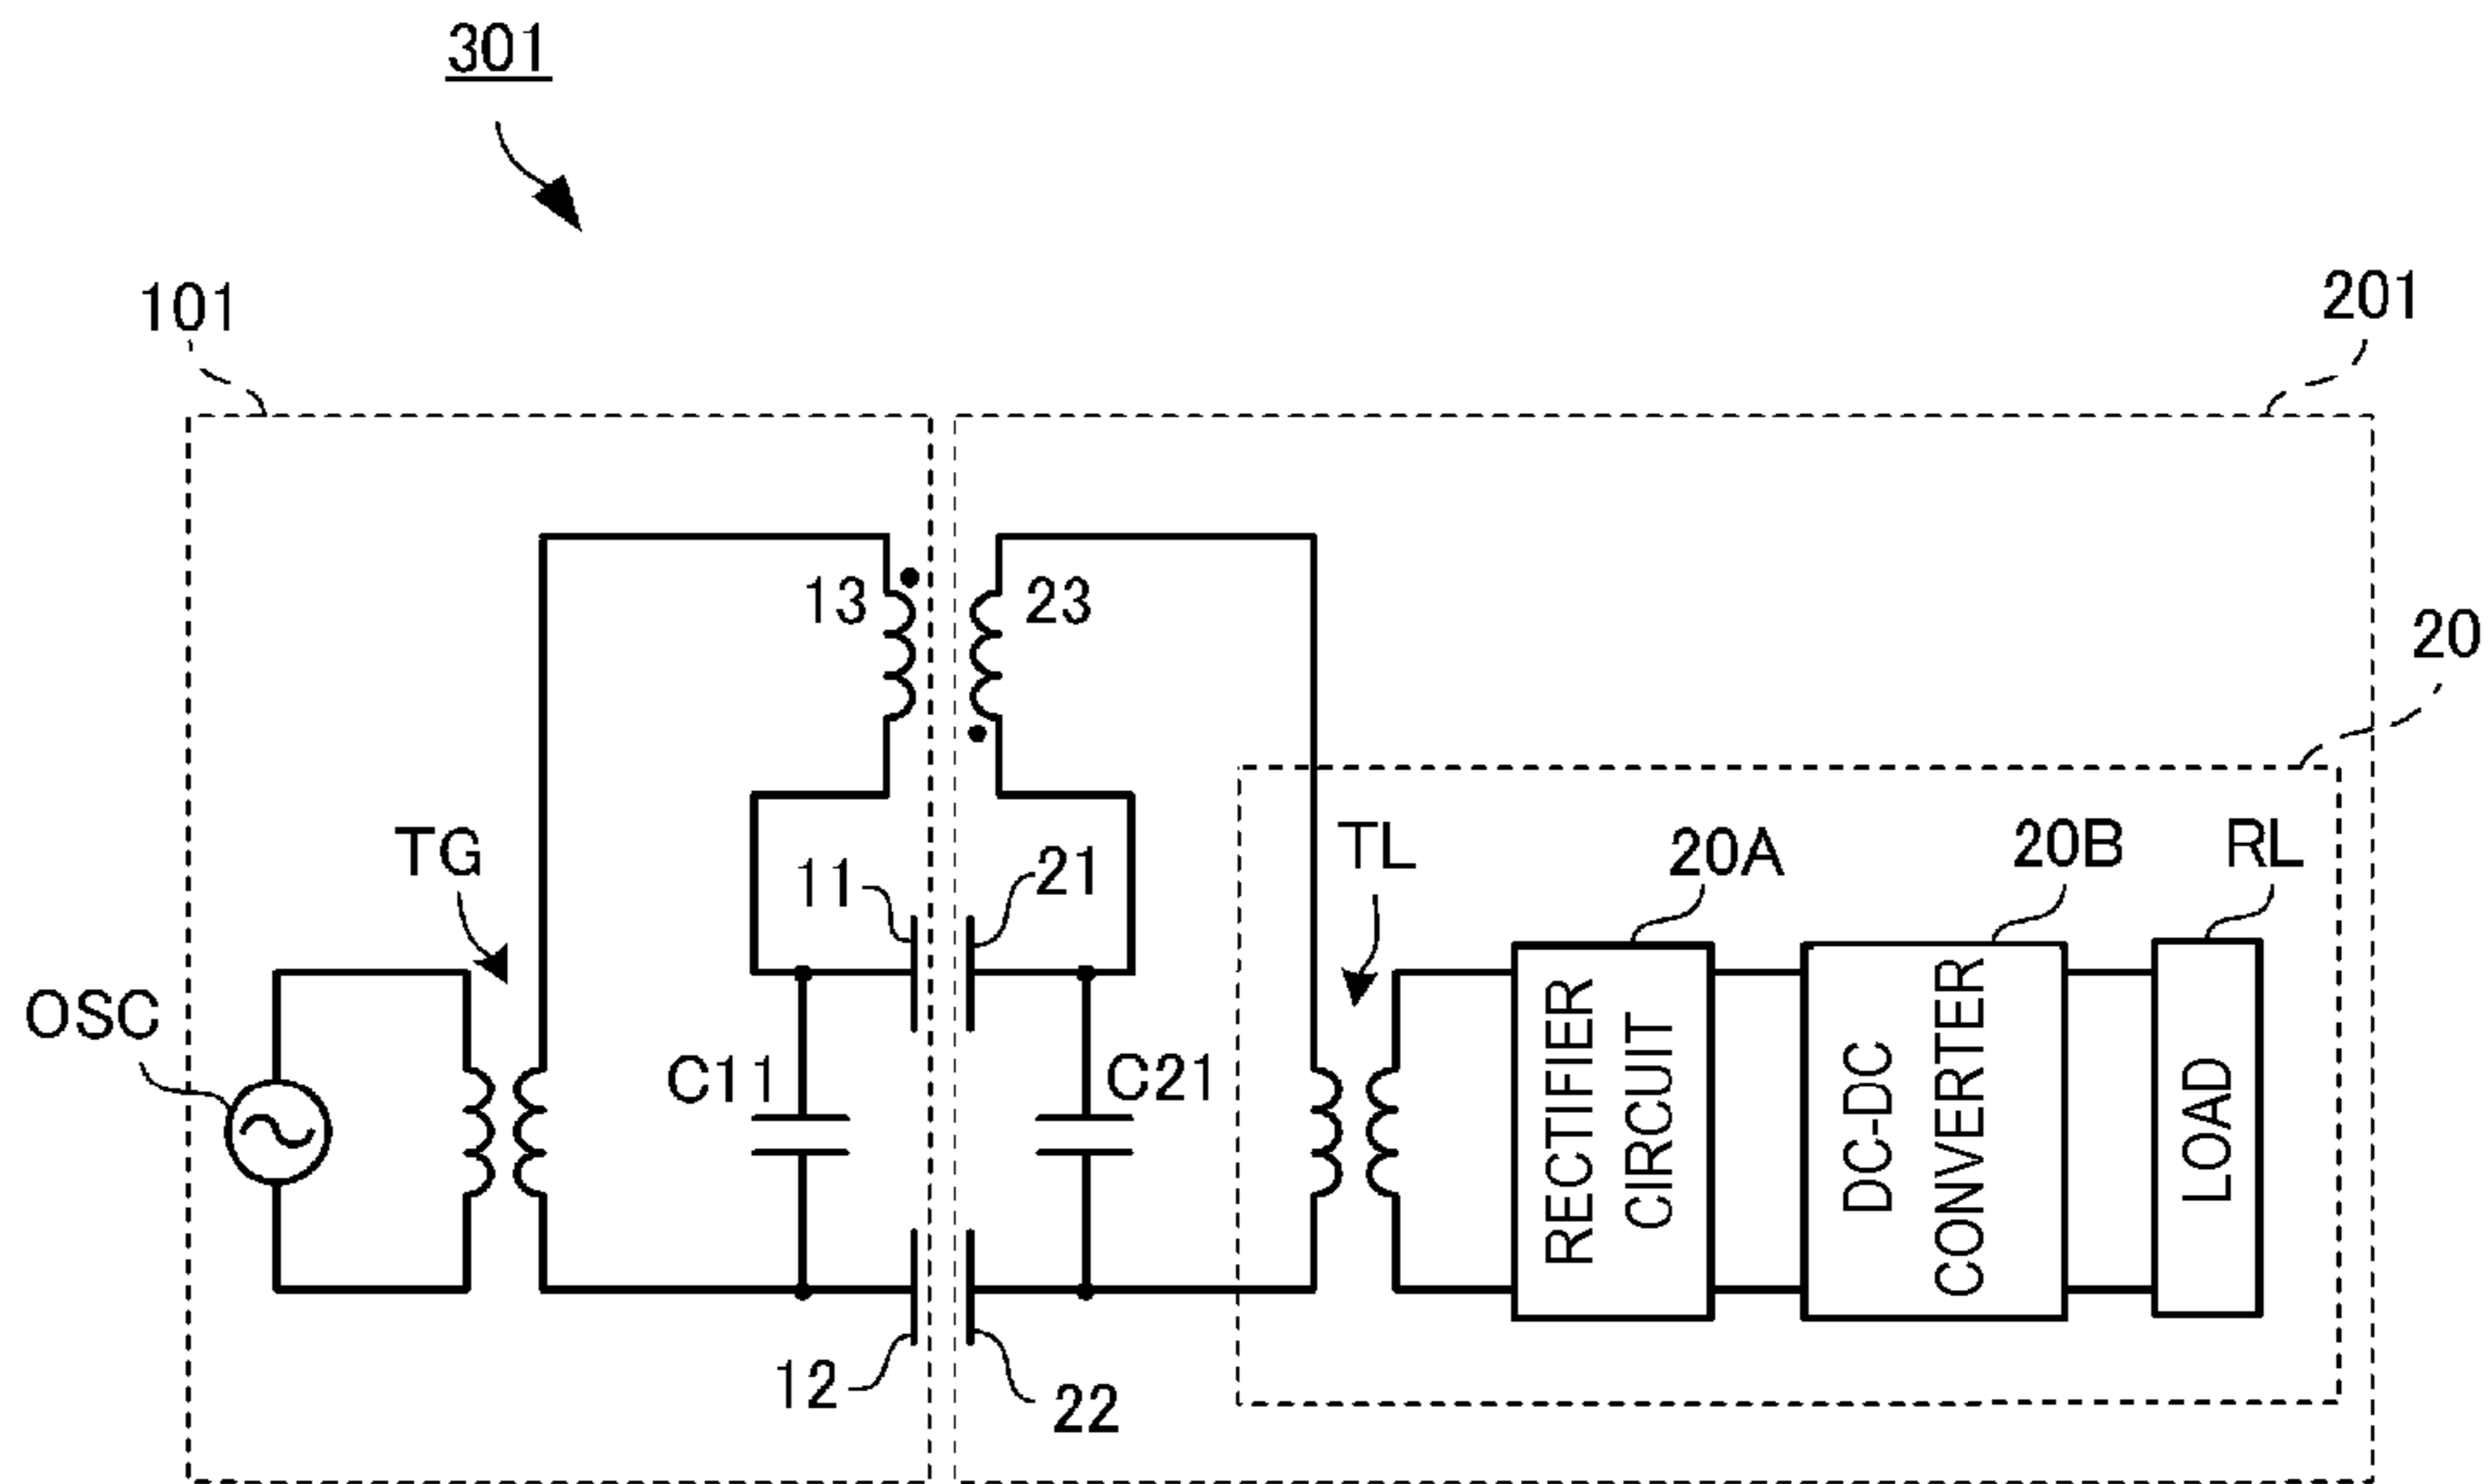 301
101
201
20
13
23
TG
11
21
TL
20A
20B
RL
OSC
C11
C21
RECTIFIER
CIRCUIT
DC-DC
CONVERTER
LOAD
12
22